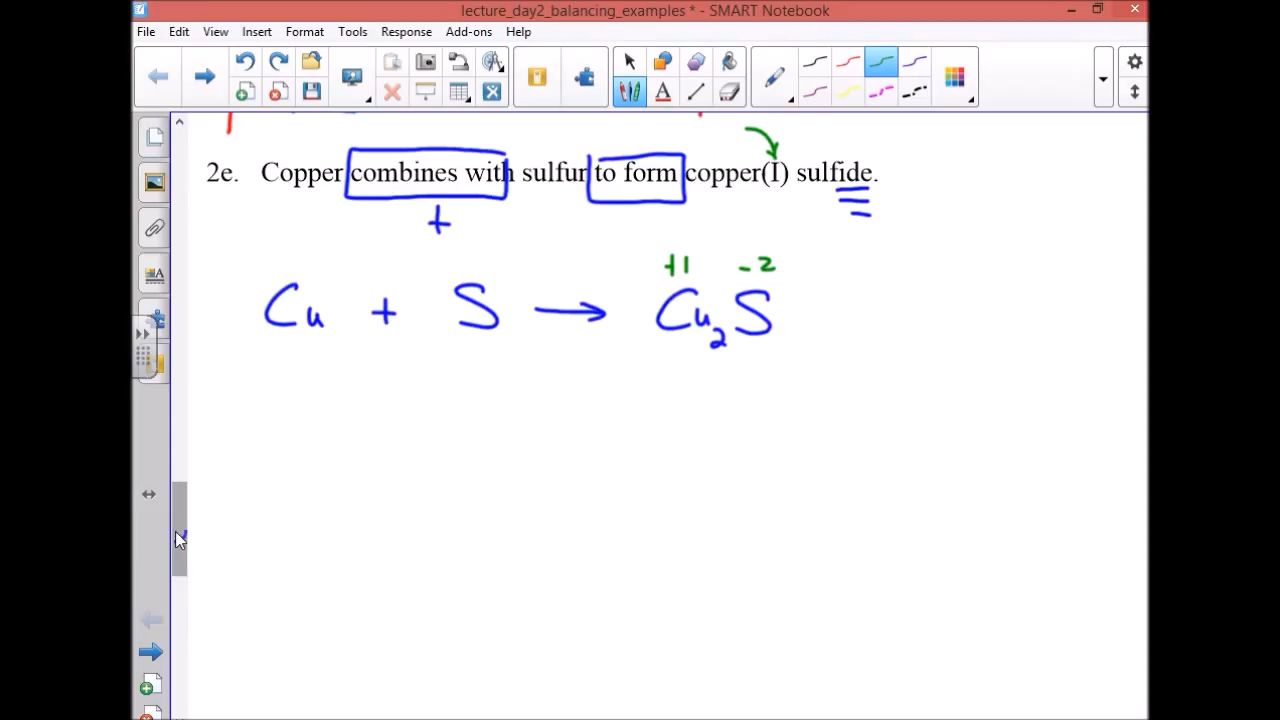 lecture_day2_balancing_examples * - SMART Notebook
File Edit View Insert Format Tools Response Add-ons Help
2e. Copper combines with sulfur to form copper(I) sulfide.
+
+1 -2
Cu + S → Cu₂S